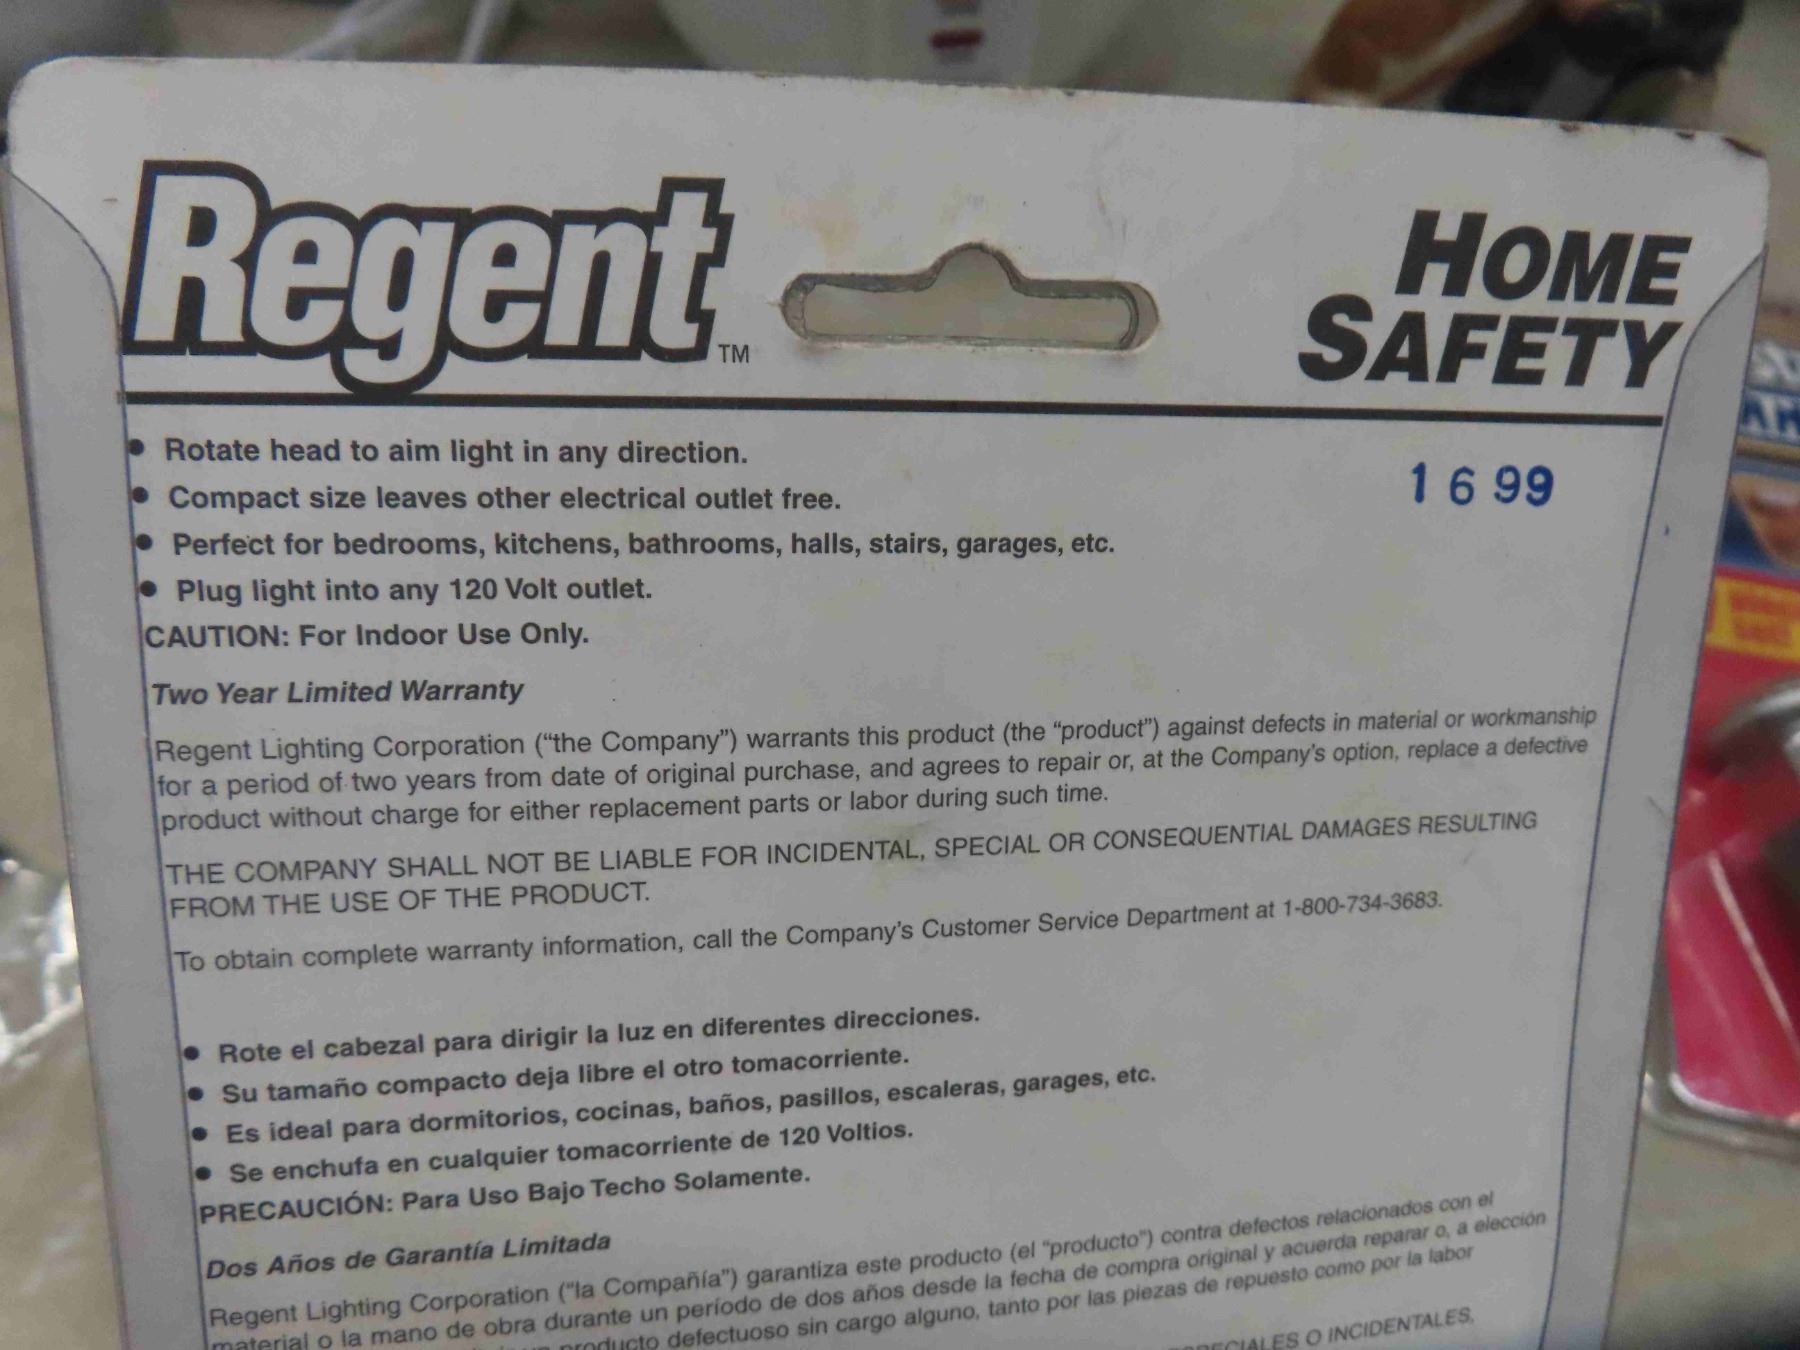 Regent™
HOME
SAFETY
• Rotate head to aim light in any direction.
1699
• Compact size leaves other electrical outlet free.
• Perfect for bedrooms, kitchens, bathrooms, halls, stairs, garages, etc.
• Plug light into any 120 Volt outlet.
CAUTION: For Indoor Use Only.
Two Year Limited Warranty
Regent Lighting Corporation (“the Company”) warrants this product (the “product”) against defects in material or workmanship
for a period of two years from date of original purchase, and agrees to repair or, at the Company’s option, replace a defective
product without charge for either replacement parts or labor during such time.
THE COMPANY SHALL NOT BE LIABLE FOR INCIDENTAL, SPECIAL OR CONSEQUENTIAL DAMAGES RESULTING
FROM THE USE OF THE PRODUCT.
To obtain complete warranty information, call the Company’s Customer Service Department at 1-800-734-3683.
• Rote el cabezal para dirigir la luz en diferentes direcciones.
• Su tamaño compacto deja libre el otro tomacorriente.
• Es ideal para dormitorios, cocinas, baños, pasillos, escaleras, garages, etc.
• Se enchufa en cualquier tomacorriente de 120 Voltios.
PRECAUCIÓN: Para Uso Bajo Techo Solamente.
Dos Años de Garantía Limitada
Regent Lighting Corporation (“la Compañía”) garantiza este producto (el “producto”) contra defectos relacionados con el
material o la mano de obra durante un período de dos años desde la fecha de compra original y acuerda reparar o, a elección
producto defectuoso sin cargo alguno, tanto por las piezas de repuesto como por la labor
O INCIDENTALES,